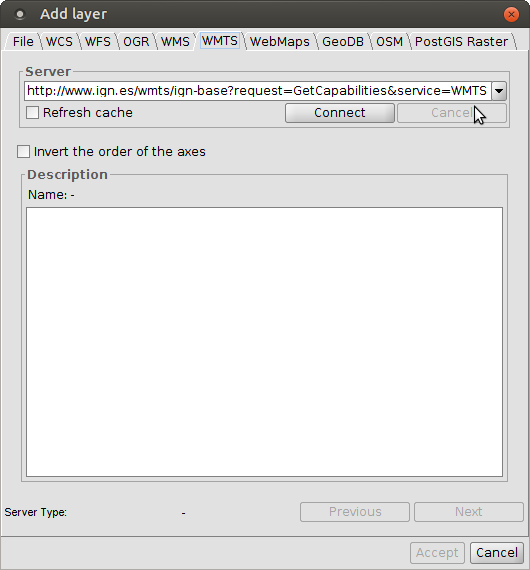 Add layer
File WCS WFS OGR WMS WMTS WebMaps GeoDB OSM PostGIS Raster
Server
http://www.ign.es/wmts/ign-base?request=GetCapabilities&service=WMTS
Refresh cache Connect Cancel
Invert the order of the axes
Description
Name: -
Server Type: - Previous Next
Accept Cancel